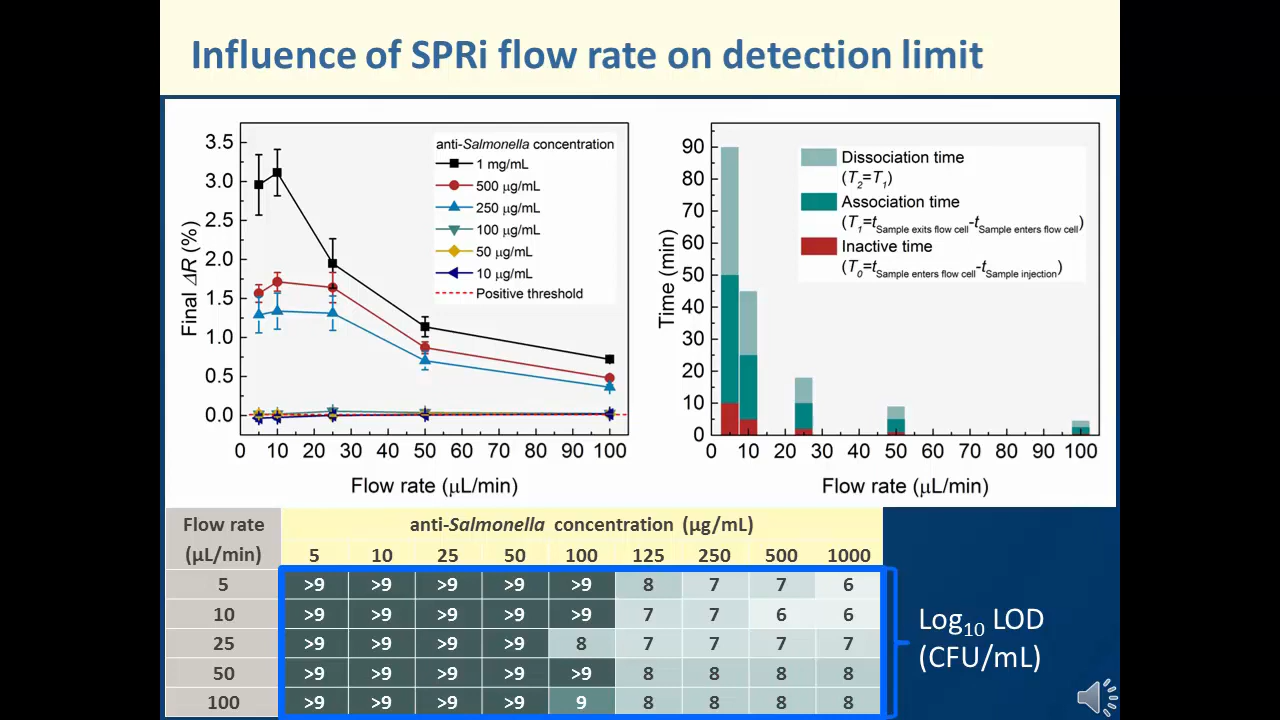 Influence of SPRi flow rate on detection limit
3.5
3.0
2.5
2.0
1.5
1.0
0.5
0.0
Final ΔR (%)
anti-Salmonella concentration
1 mg/mL
500 µg/mL
250 µg/mL
100 µg/mL
50 µg/mL
10 µg/mL
Positive threshold
0 10 20 30 40 50 60 70 80 90 100
Flow rate (µL/min)
90
80
70
60
50
40
30
20
10
0
Time (min)
Dissociation time
(T2=T1)
Association time
(T1=tSample exits flow cell-tSample enters flow cell)
Inactive time
(T0=tSample enters flow cell-tSample injection)
0 10 20 30 40 50 60 70 80 90 100
Flow rate (µL/min)
Flow rate anti-Salmonella concentration (µg/mL)
(µL/min) 5 10 25 50 100 125 250 500 1000
5 >9 >9 >9 >9 >9 8 7 7 6
10 >9 >9 >9 >9 >9 7 7 6 6
25 >9 >9 >9 >9 8 7 7 7 7
50 >9 >9 >9 >9 >9 8 8 8 8
100 >9 >9 >9 >9 9 8 8 8 8
Log10 LOD
(CFU/mL)